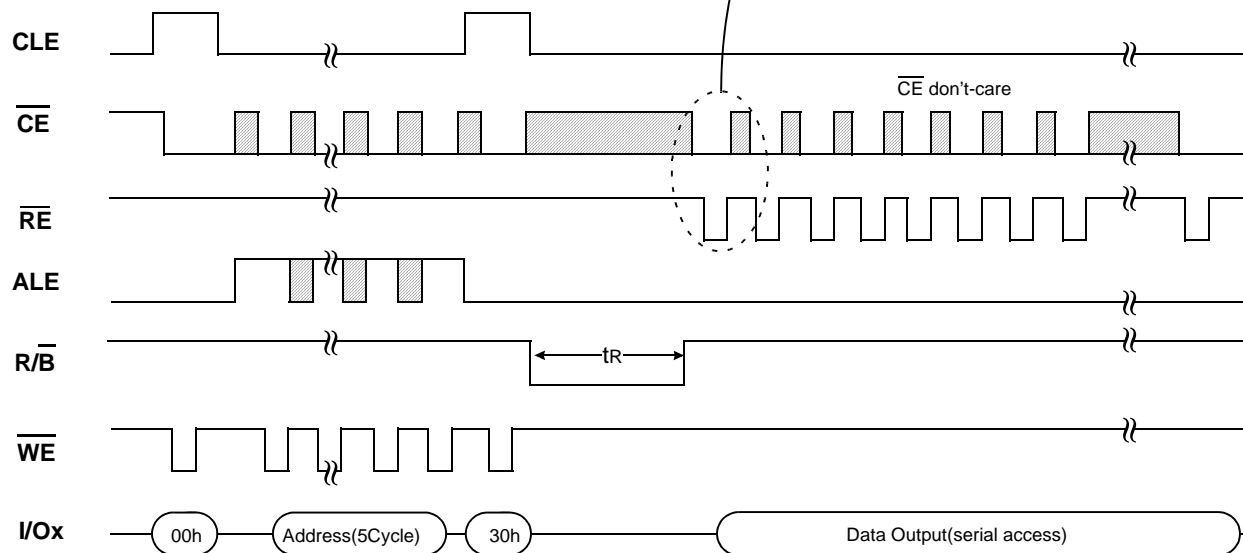 CLE
CE
CE don't-care
RE
ALE
R/B
tR
WE
I/Ox
00h
Address(5Cycle)
30h
Data Output(serial access)